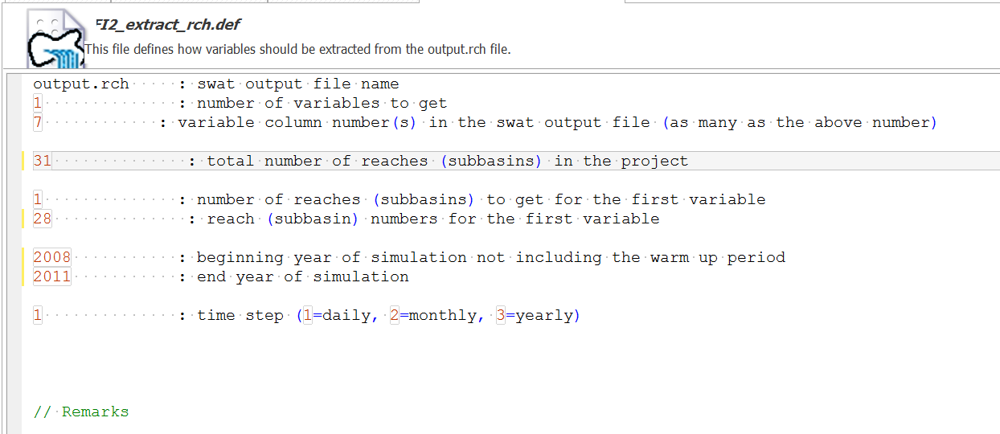 FI2_extract_rch.def
This file defines how variables should be extracted from the output.rch file.
output.rch : swat output file name
1 : number of variables to get
7 : variable column number(s) in the swat output file (as many as the above number)
31 : total number of reaches (subbasins) in the project
1 : number of reaches (subbasins) to get for the first variable
28 : reach (subbasin) numbers for the first variable
2008 : beginning year of simulation not including the warm up period
2011 : end year of simulation
1 : time step (1=daily, 2=monthly, 3=yearly)
// Remarks